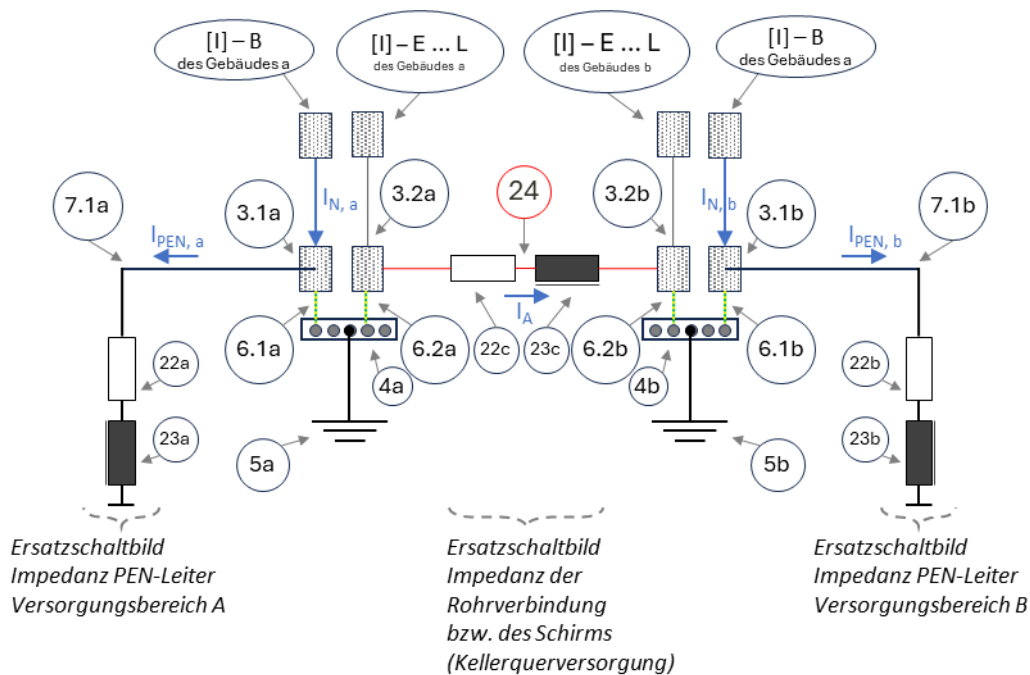 [I] – B
des Gebäudes a
[I] – E ... L
des Gebäudes a
[I] – E ... L
des Gebäudes b
[I] – B
des Gebäudes a
7.1a
3.1a
I_N, a
3.2a
24
3.2b
I_N, b
3.1b
7.1b
I_PEN, a
I_PEN, b
I_A
6.1a
6.2a
22c
23c
6.2b
6.1b
22a
4a
4b
22b
23a
5a
5b
23b
Ersatzschaltbild
Impedanz PEN-Leiter
Versorgungsbereich A
Ersatzschaltbild
Impedanz der
Rohrverbindung
bzw. des Schirms
(Kellerquerversorgung)
Ersatzschaltbild
Impedanz PEN-Leiter
Versorgungsbereich B